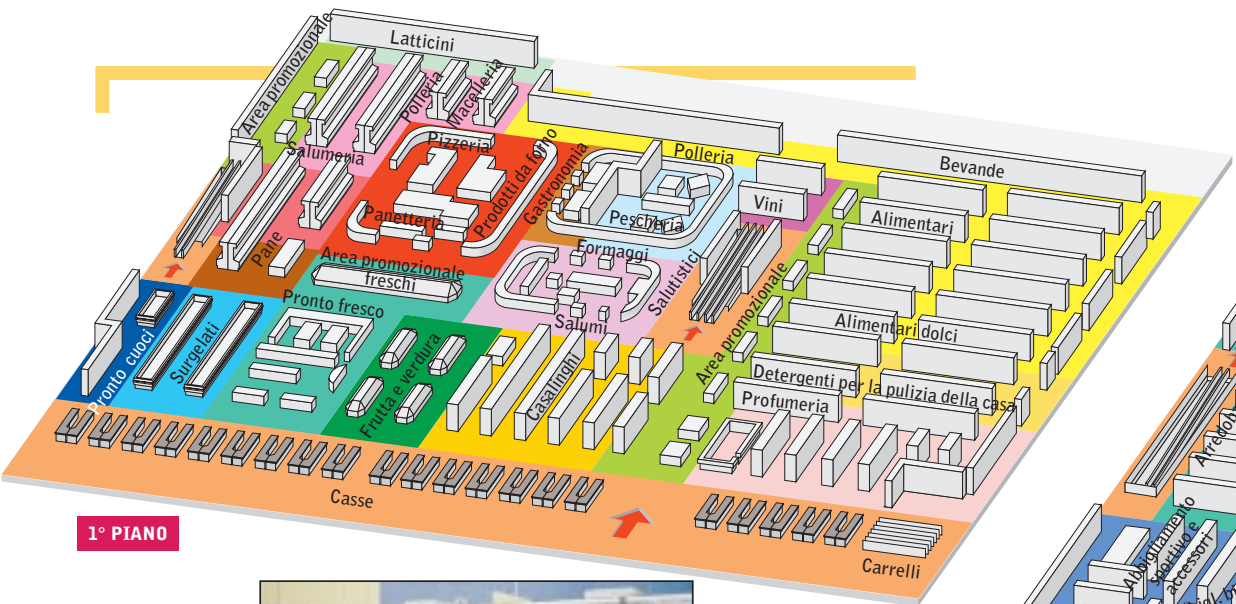 Latticini
Area promozionale
Polleria
Macelleria
Salumeria
Pizzeria
Prodotti da forno
Gastronomia
Polleria
Bevande
Panetteria
Pescheria
Vini
Alimentari
Pane
Area promozionale
freschi
Formaggi
Salutistici
Pronto fresco
Salumi
Area promozionale
Alimentari dolci
Pronto cuoci
Surgelati
Frutta e verdura
Casalinghi
Detergenti per la pulizia della casa
Profumeria
Casse
Carrelli
1° PIANO
Abbigliamento
sportivo e
accessori